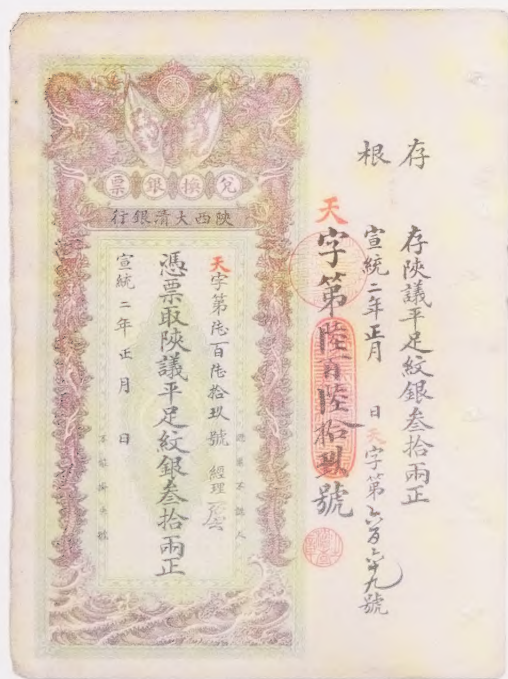 存根
存陝議平足紋銀叁拾兩正
宣統二年正月　日　天字第六百六十九號
天字第陸百陸拾玖號
兌換銀票
陝西大清銀行
天字第陸百陸拾玖號　經理
憑票取陝議平足紋銀叁拾兩正
宣統二年正月　日